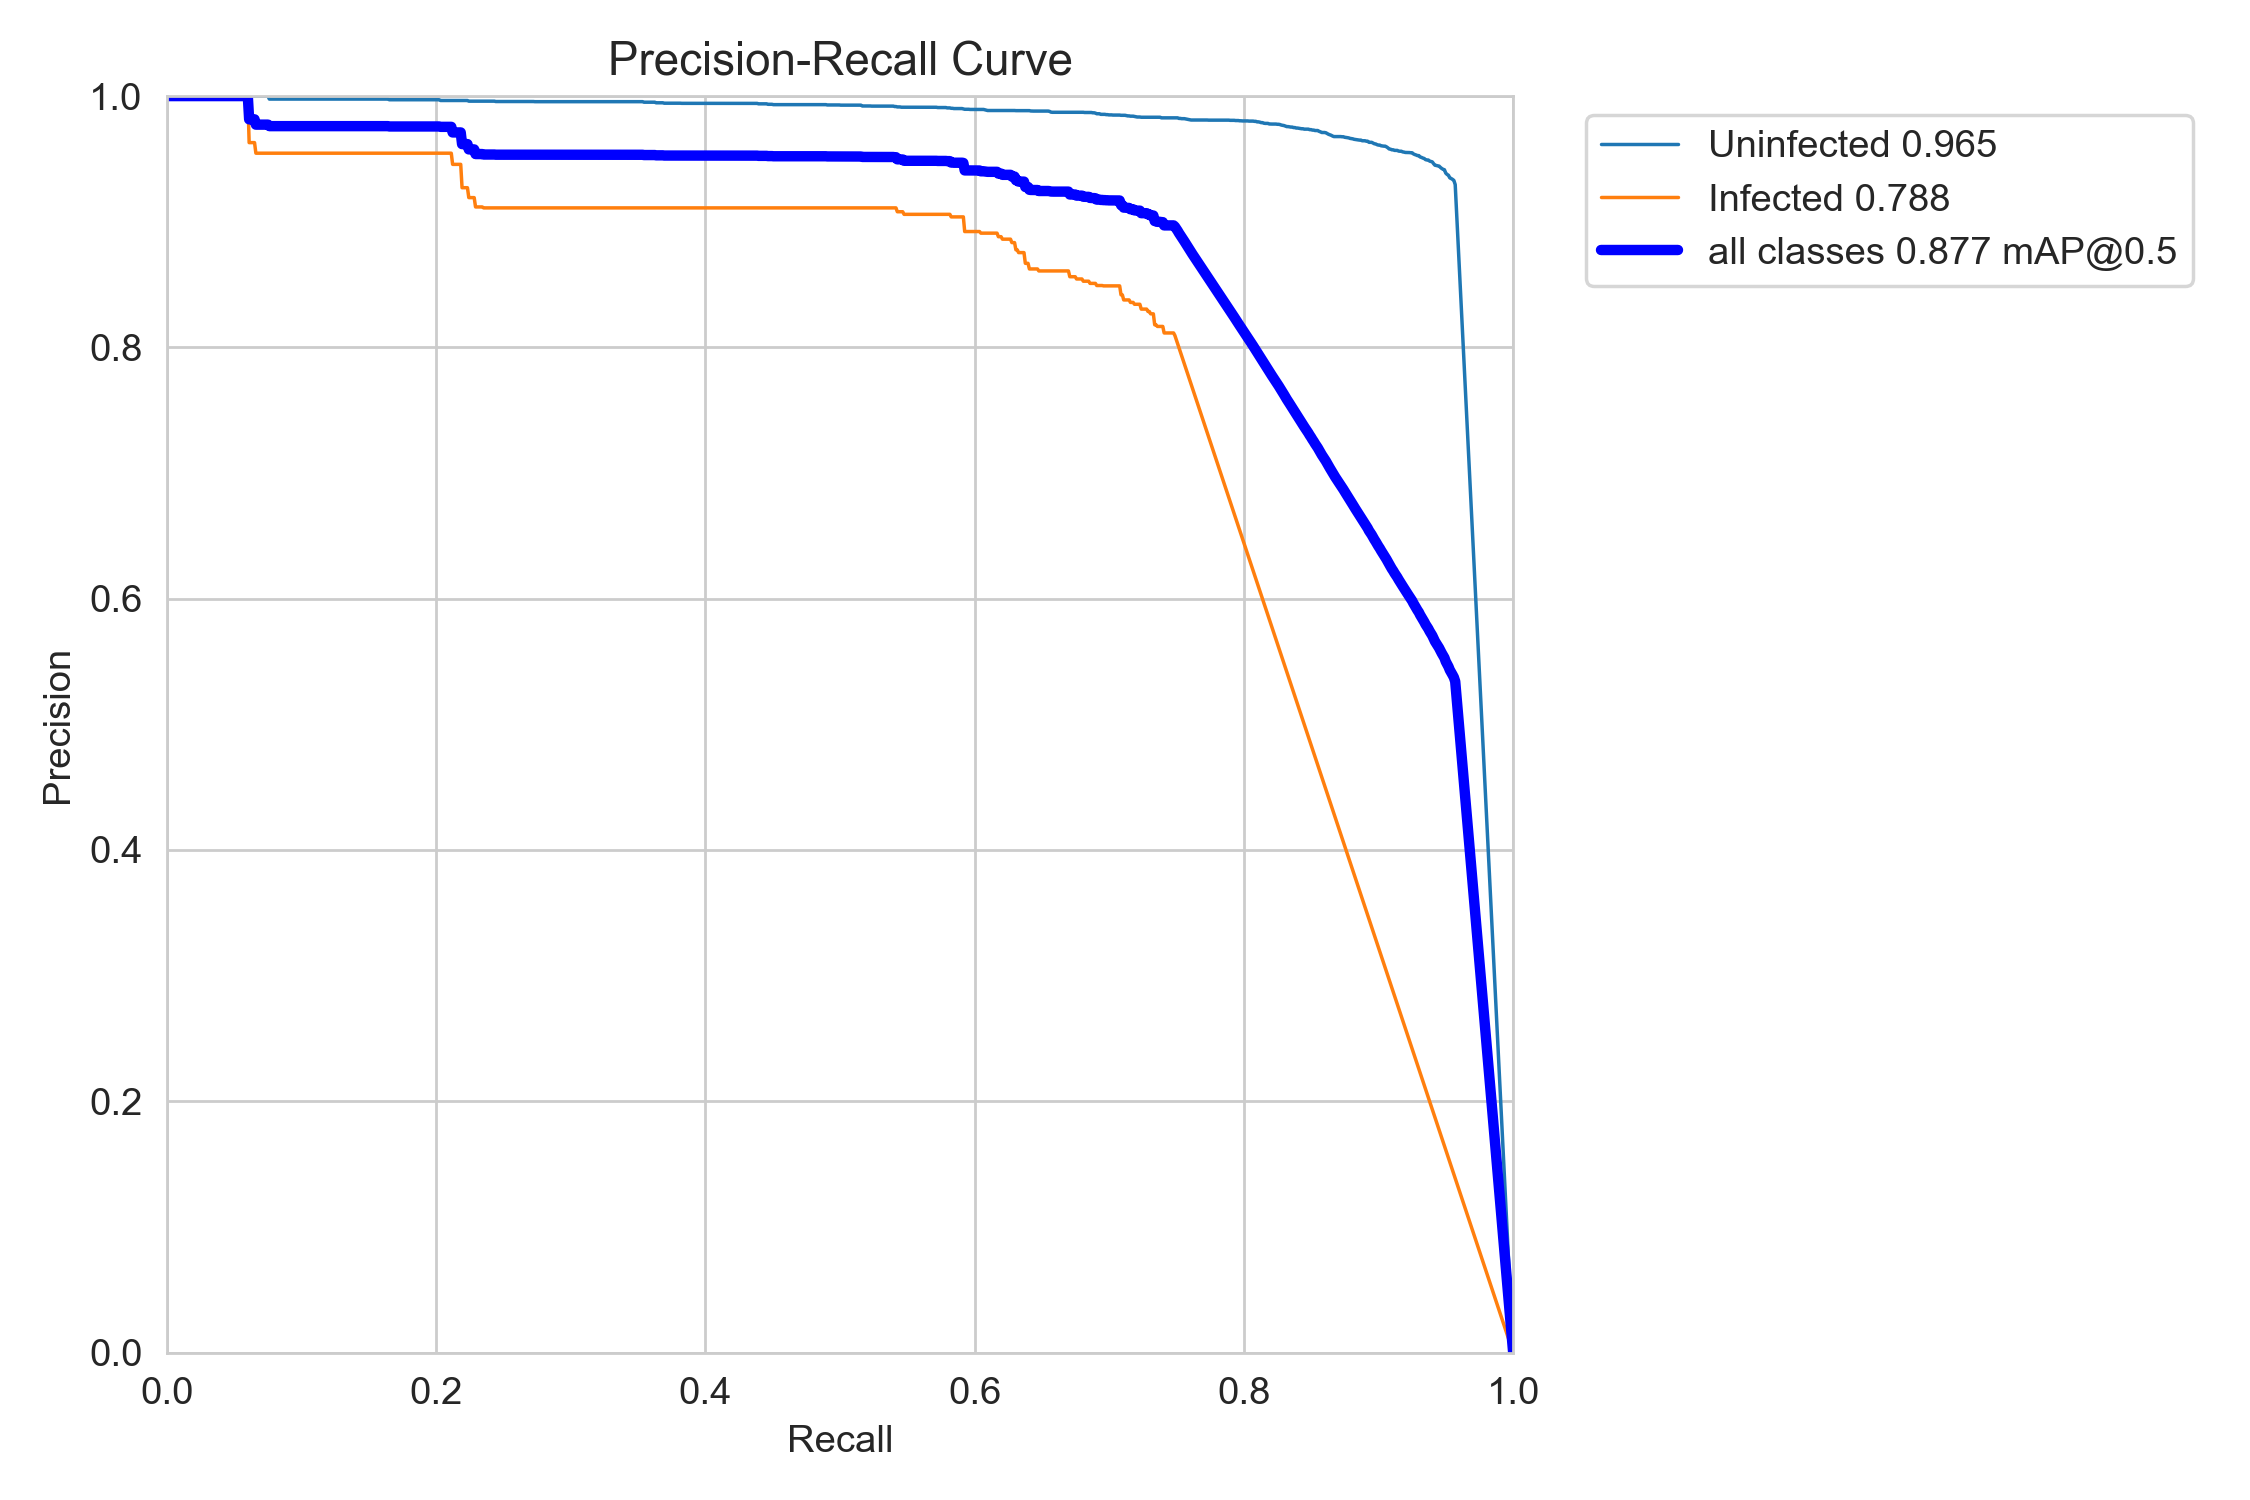 Precision-Recall Curve
1.0
0.8
0.6
0.4
0.2
0.0
Precision
0.0 0.2 0.4 0.6 0.8 1.0
Recall
Uninfected 0.965
Infected 0.788
all classes 0.877 mAP@0.5